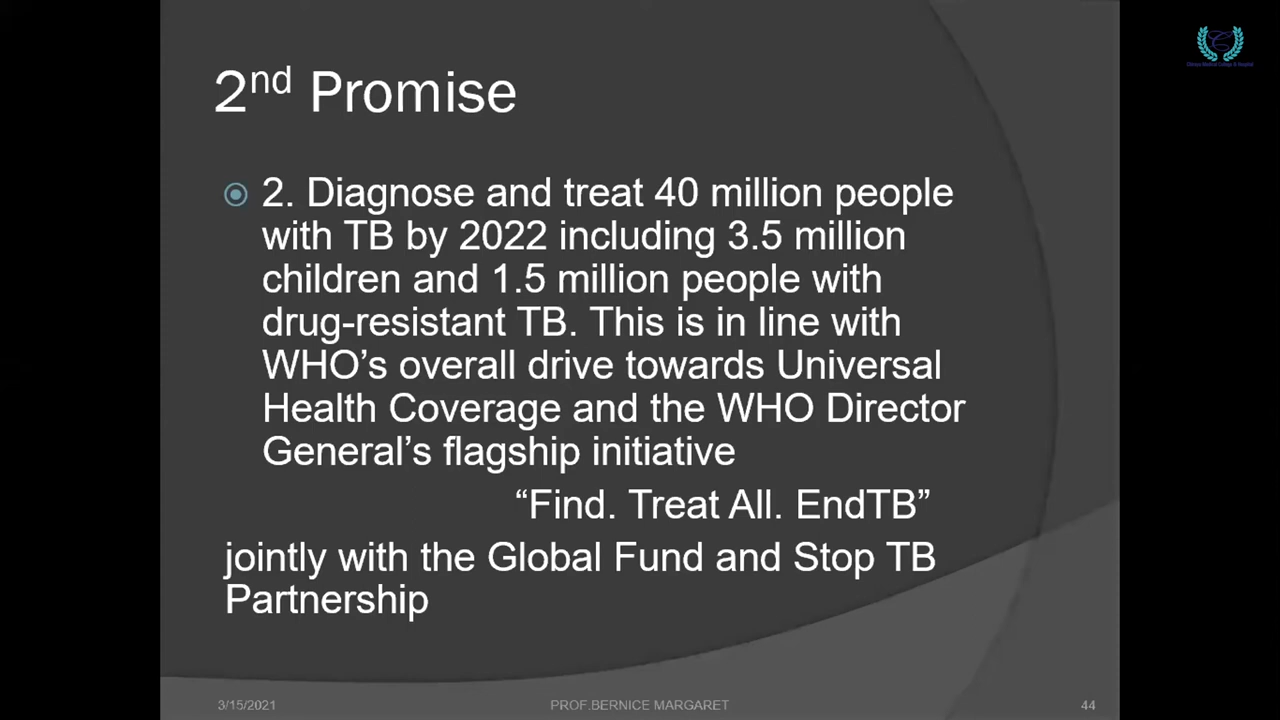 2nd Promise
2. Diagnose and treat 40 million people
with TB by 2022 including 3.5 million
children and 1.5 million people with
drug-resistant TB. This is in line with
WHO’s overall drive towards Universal
Health Coverage and the WHO Director
General’s flagship initiative
“Find. Treat All. EndTB”
jointly with the Global Fund and Stop TB
Partnership
3/15/2021
PROF.BERNICE MARGARET
44